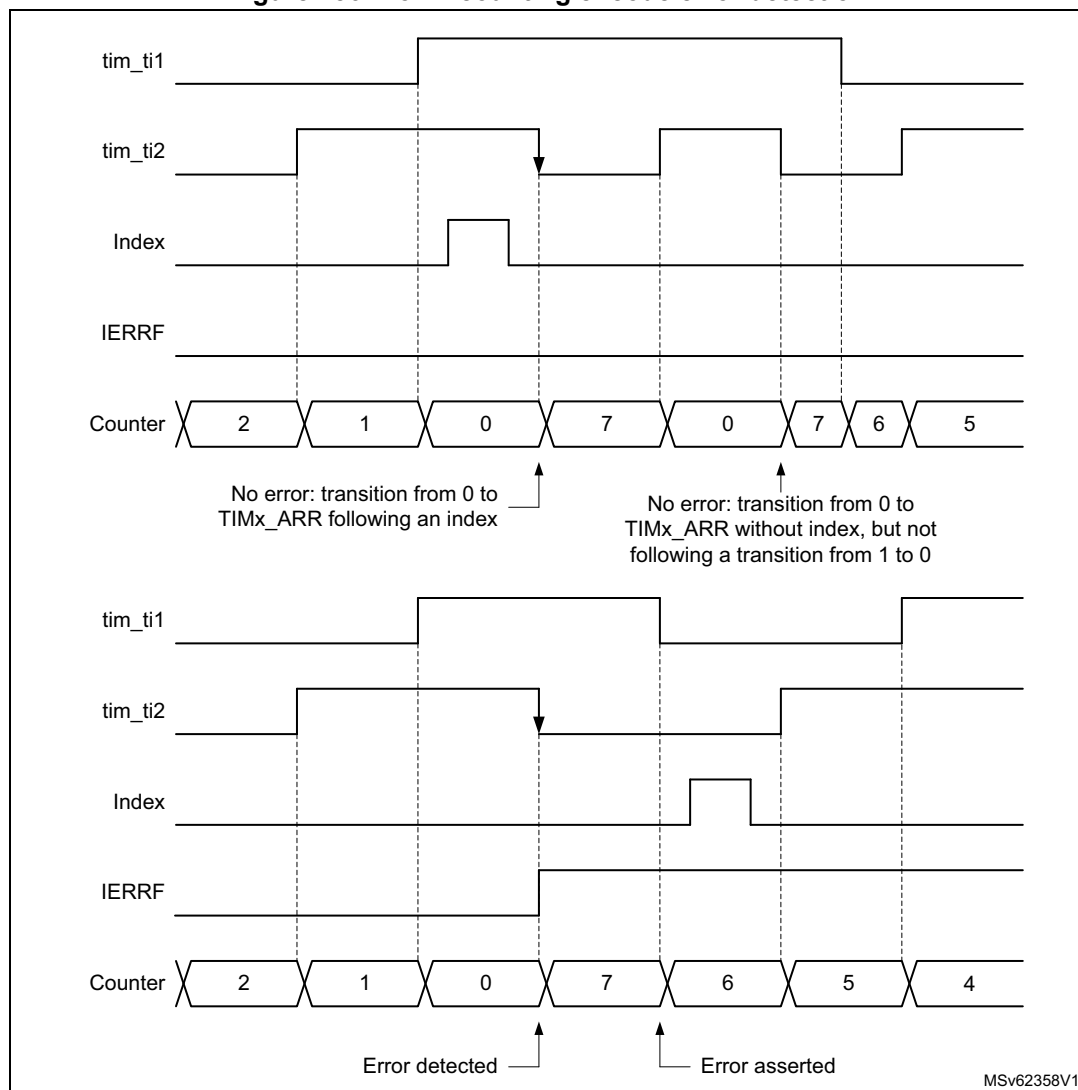 tim_ti1
tim_ti2
Index
IERRF
Counter 2 1 0 7 0 7 6 5
No error: transition from 0 to
TIMx_ARR following an index
No error: transition from 0 to
TIMx_ARR without index, but not
following a transition from 1 to 0
tim_ti1
tim_ti2
Index
IERRF
Counter 2 1 0 7 6 5 4
Error detected
Error asserted
MSv62358V1